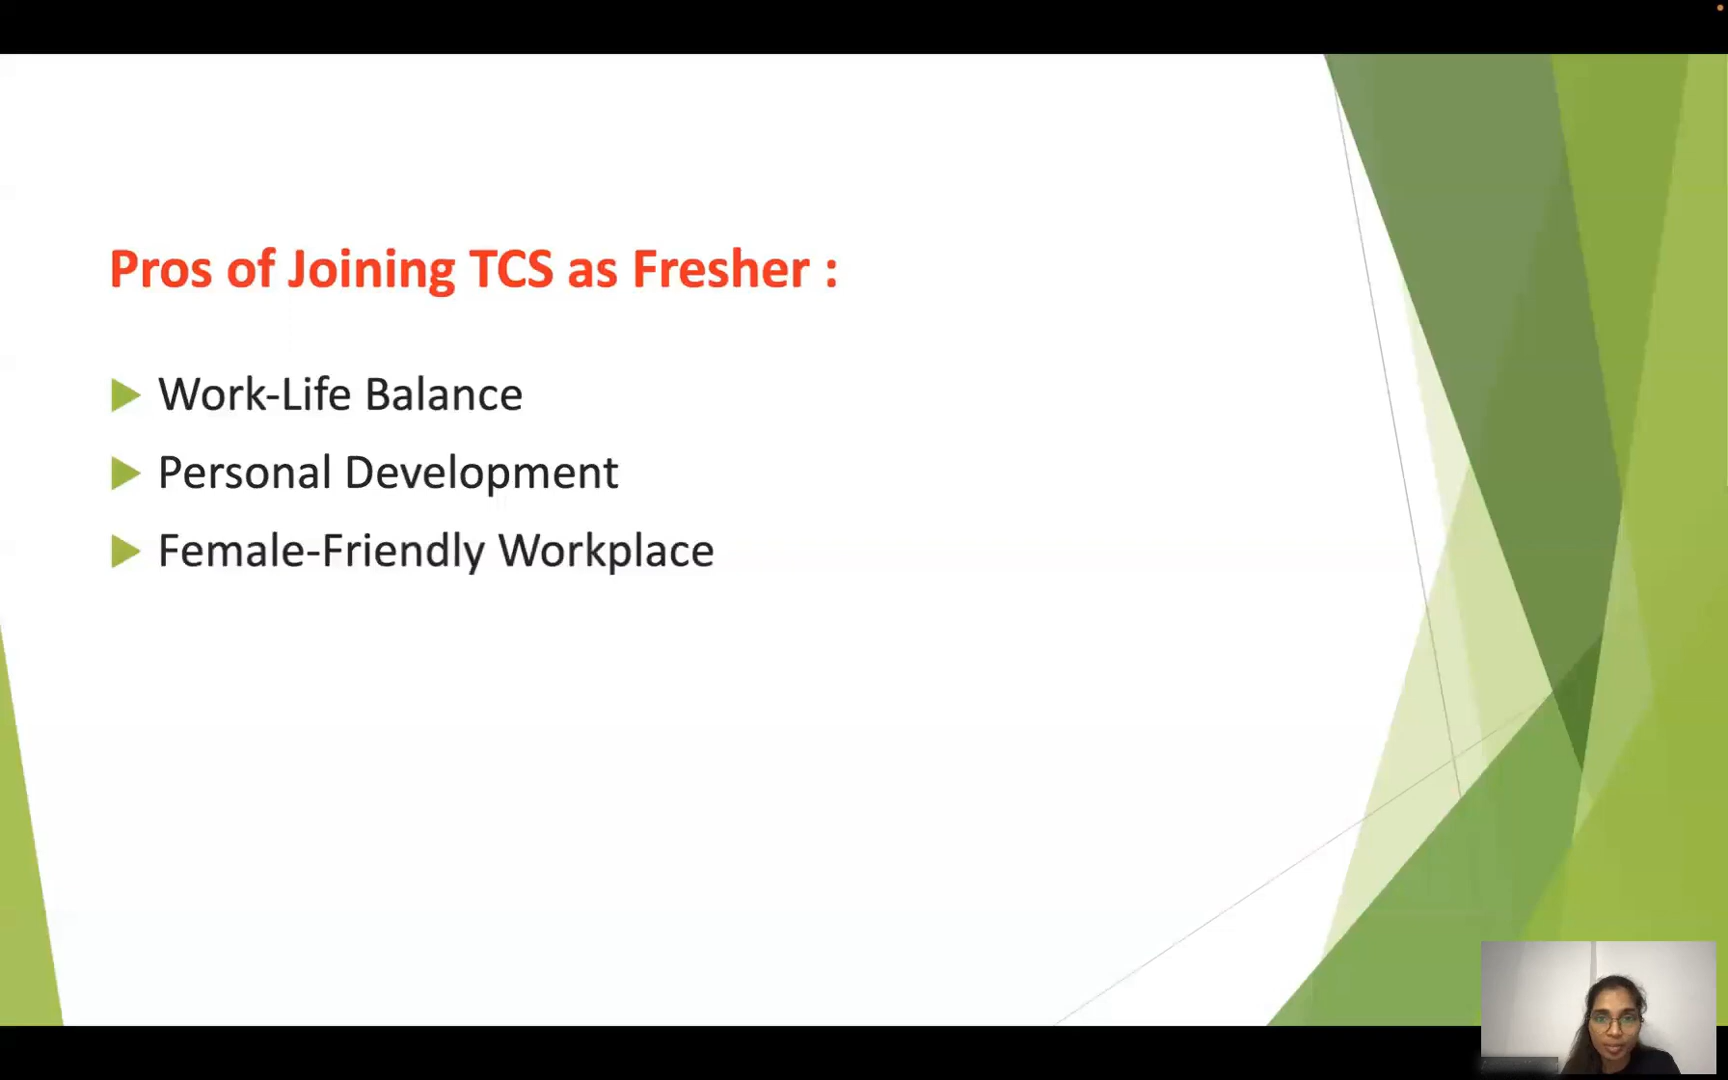 Pros of Joining TCS as Fresher :
Work-Life Balance
Personal Development
Female-Friendly Workplace